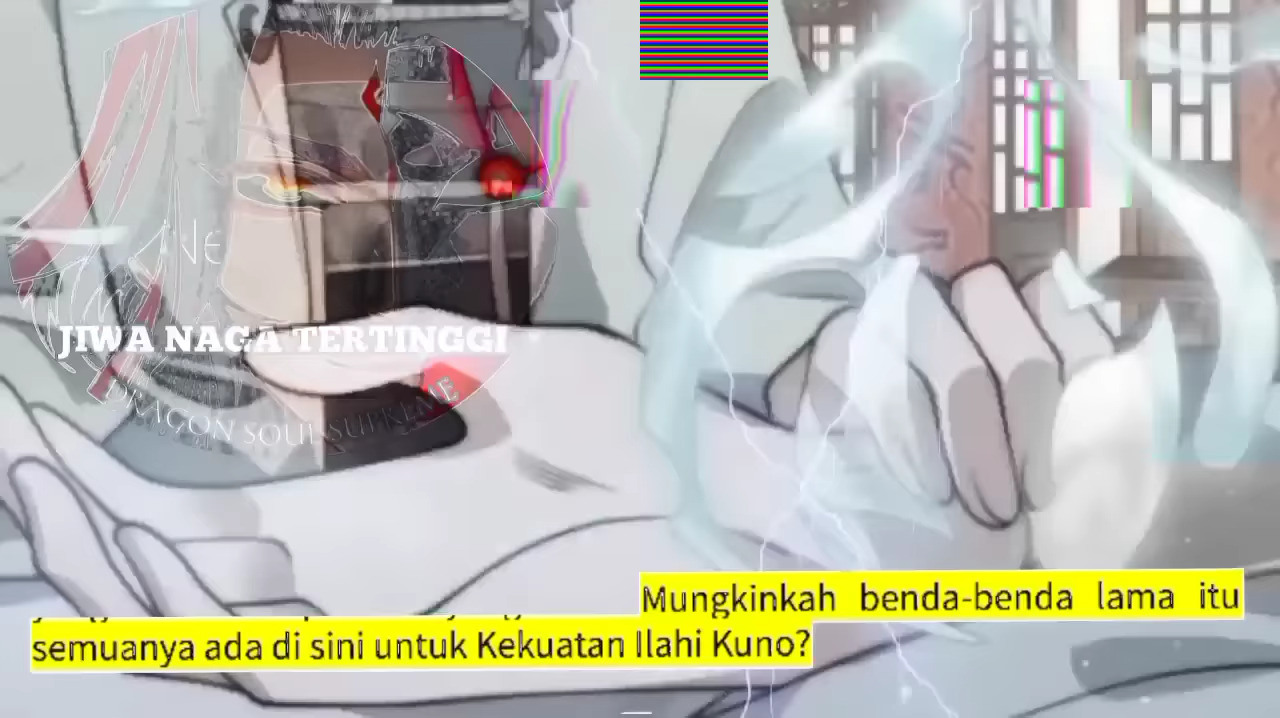 NE
JIWA NAGA TERTINGGI
DRAGON SOUL SUPREME
Mungkinkah benda-benda lama itu
semuanya ada di sini untuk Kekuatan Ilahi Kuno?